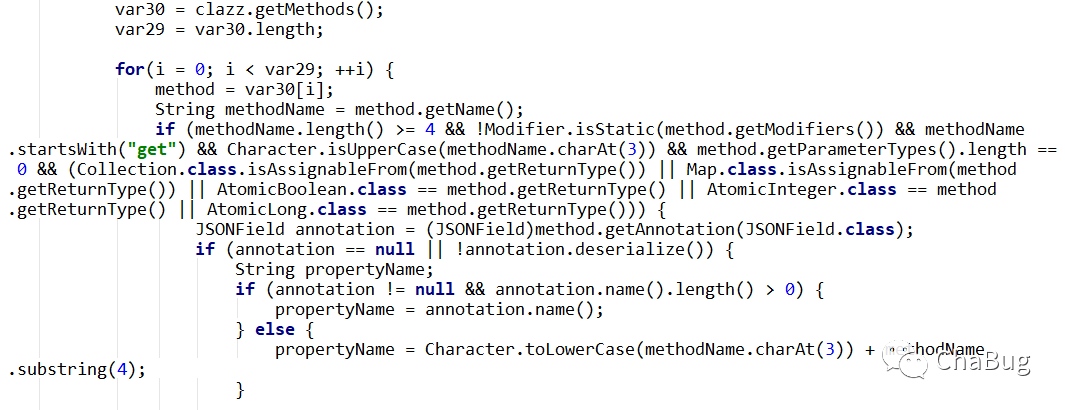 var30 = clazz.getMethods();
var29 = var30.length;
for(i = 0; i < var29; ++i) {
method = var30[i];
String methodName = method.getName();
if (methodName.length() >= 4 && !Modifier.isStatic(method.getModifiers()) && methodName
.startsWith("get") && Character.isUpperCase(methodName.charAt(3)) && method.getParameterTypes().length ==
0 && (Collection.class.isAssignableFrom(method.getReturnType()) || Map.class.isAssignableFrom(method
.getReturnType()) || AtomicBoolean.class == method.getReturnType() || AtomicInteger.class == method
.getReturnType() || AtomicLong.class == method.getReturnType())) {
JSONField annotation = (JSONField)method.getAnnotation(JSONField.class);
if (annotation == null || !annotation.deserialize()) {
String propertyName;
if (annotation != null && annotation.name().length() > 0) {
propertyName = annotation.name();
} else {
propertyName = Character.toLowerCase(methodName.charAt(3)) + methodName
.substring(4);
}
ChaBug